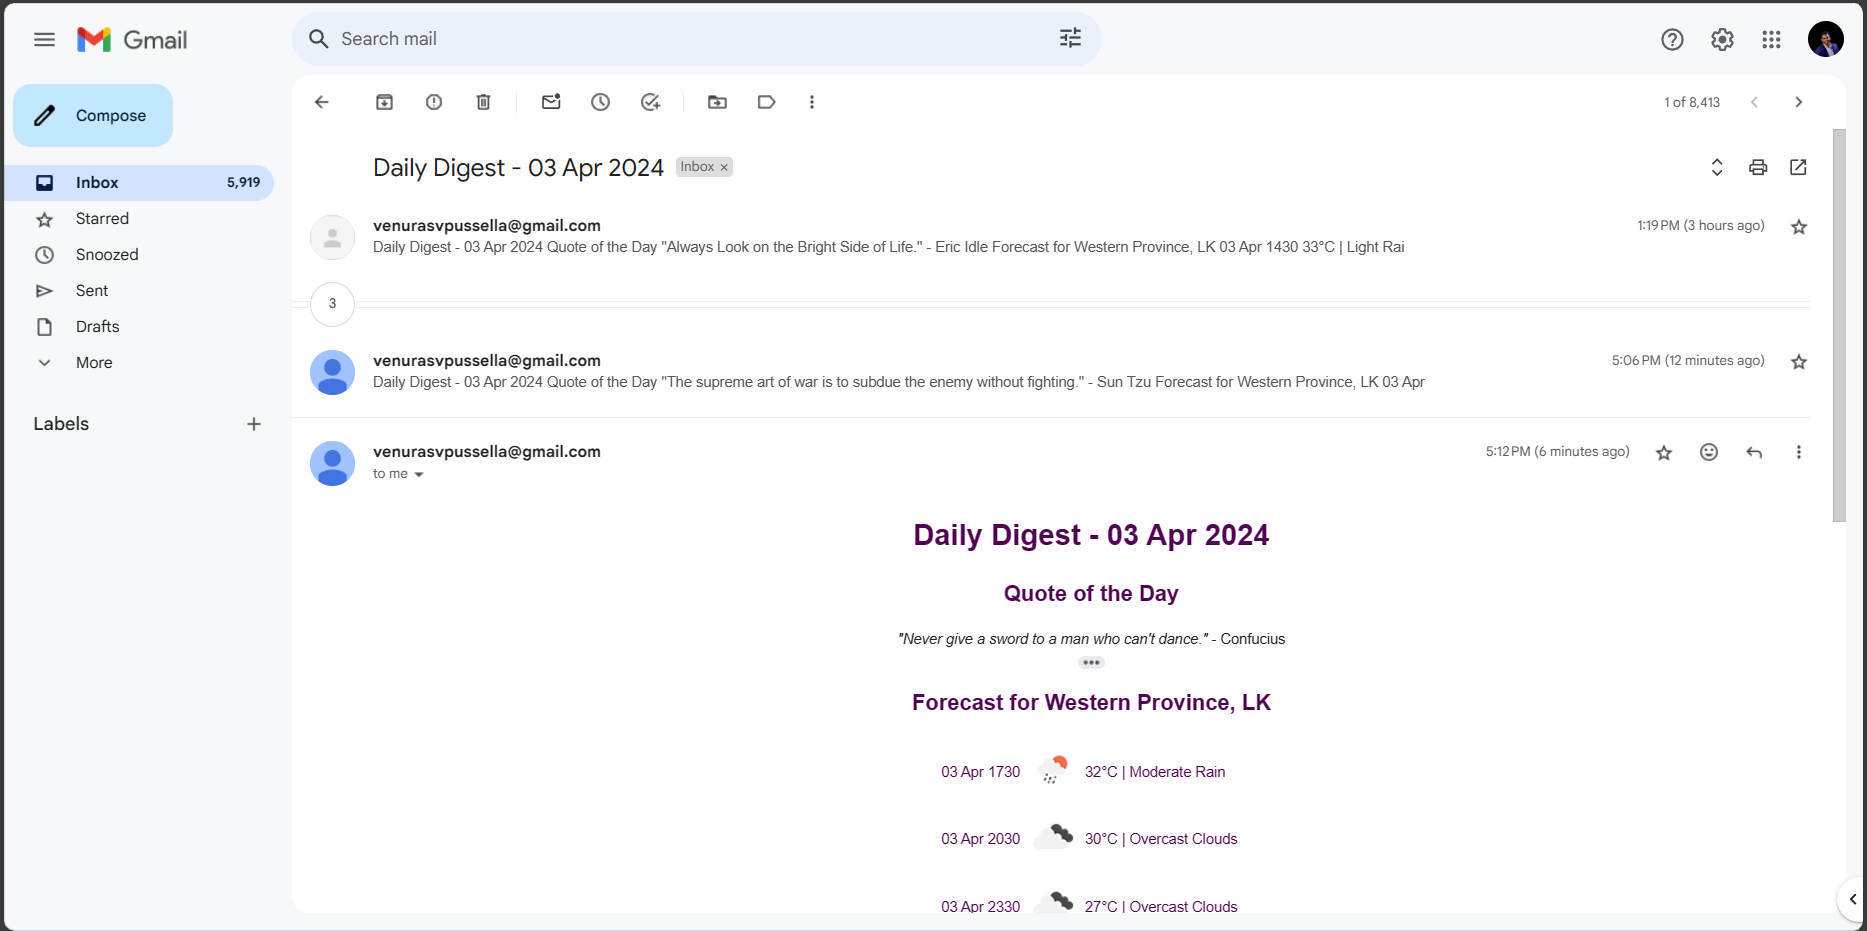 Gmail
Search mail
Compose
1 of 8,413
Inbox 5,919
Starred
Snoozed
Sent
Drafts
More
Labels
Daily Digest - 03 Apr 2024 Inbox ×
venurasvpussella@gmail.com 1:19 PM (3 hours ago)
Daily Digest - 03 Apr 2024 Quote of the Day "Always Look on the Bright Side of Life." - Eric Idle Forecast for Western Province, LK 03 Apr 1430 33°C | Light Rai
3
venurasvpussella@gmail.com 5:06 PM (12 minutes ago)
Daily Digest - 03 Apr 2024 Quote of the Day "The supreme art of war is to subdue the enemy without fighting." - Sun Tzu Forecast for Western Province, LK 03 Apr
venurasvpussella@gmail.com 5:12 PM (6 minutes ago)
to me
Daily Digest - 03 Apr 2024
Quote of the Day
"Never give a sword to a man who can't dance." - Confucius
Forecast for Western Province, LK
03 Apr 1730 32°C | Moderate Rain
03 Apr 2030 30°C | Overcast Clouds
03 Apr 2330 27°C | Overcast Clouds